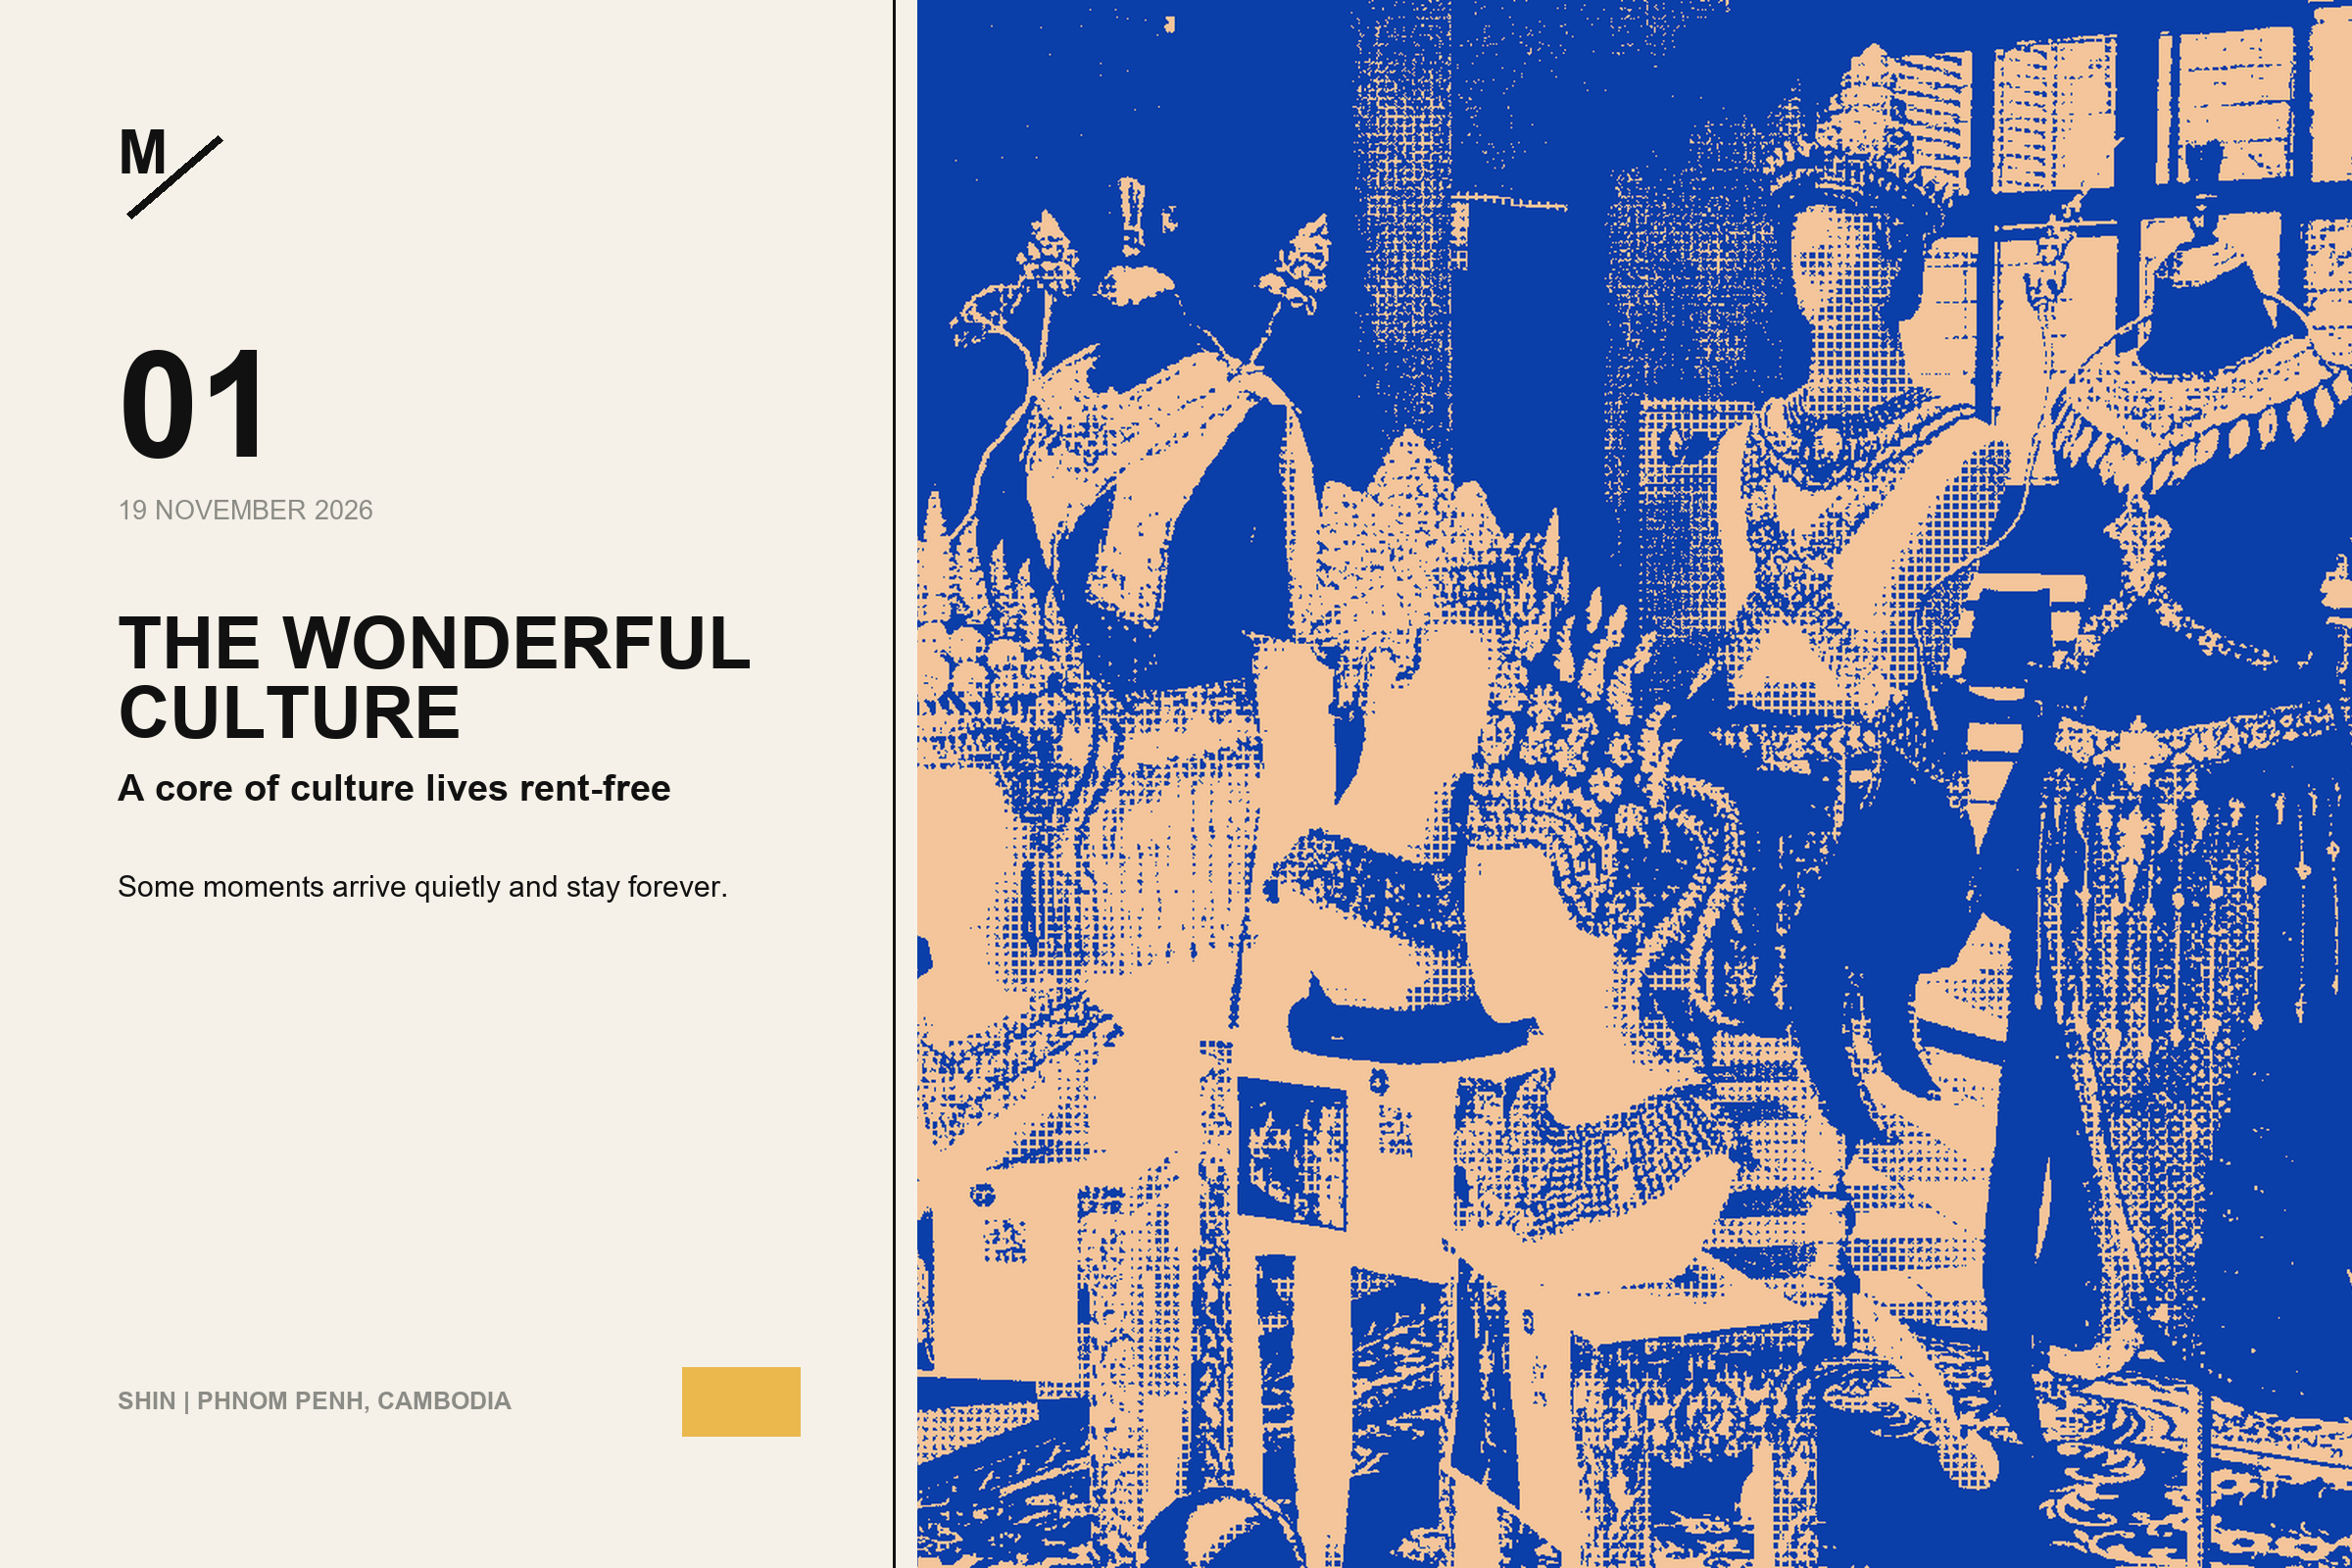 M
01
19 NOVEMBER 2026
THE WONDERFUL
CULTURE
A core of culture lives rent-free
Some moments arrive quietly and stay forever.
SHIN | PHNOM PENH, CAMBODIA